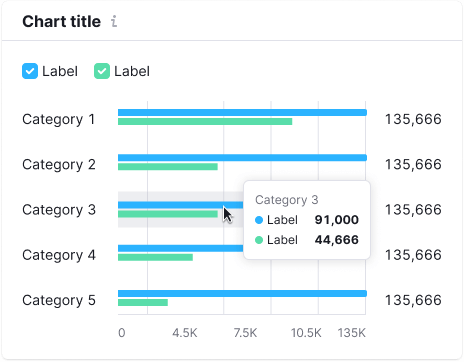 Chart title i
Label Label
Category 1 135,666
Category 2 135,666
Category 3 135,666
Category 3
Label 91,000
Label 44,666
Category 4 135,666
Category 5 135,666
0 4.5K 7.5K 10.5K 135K